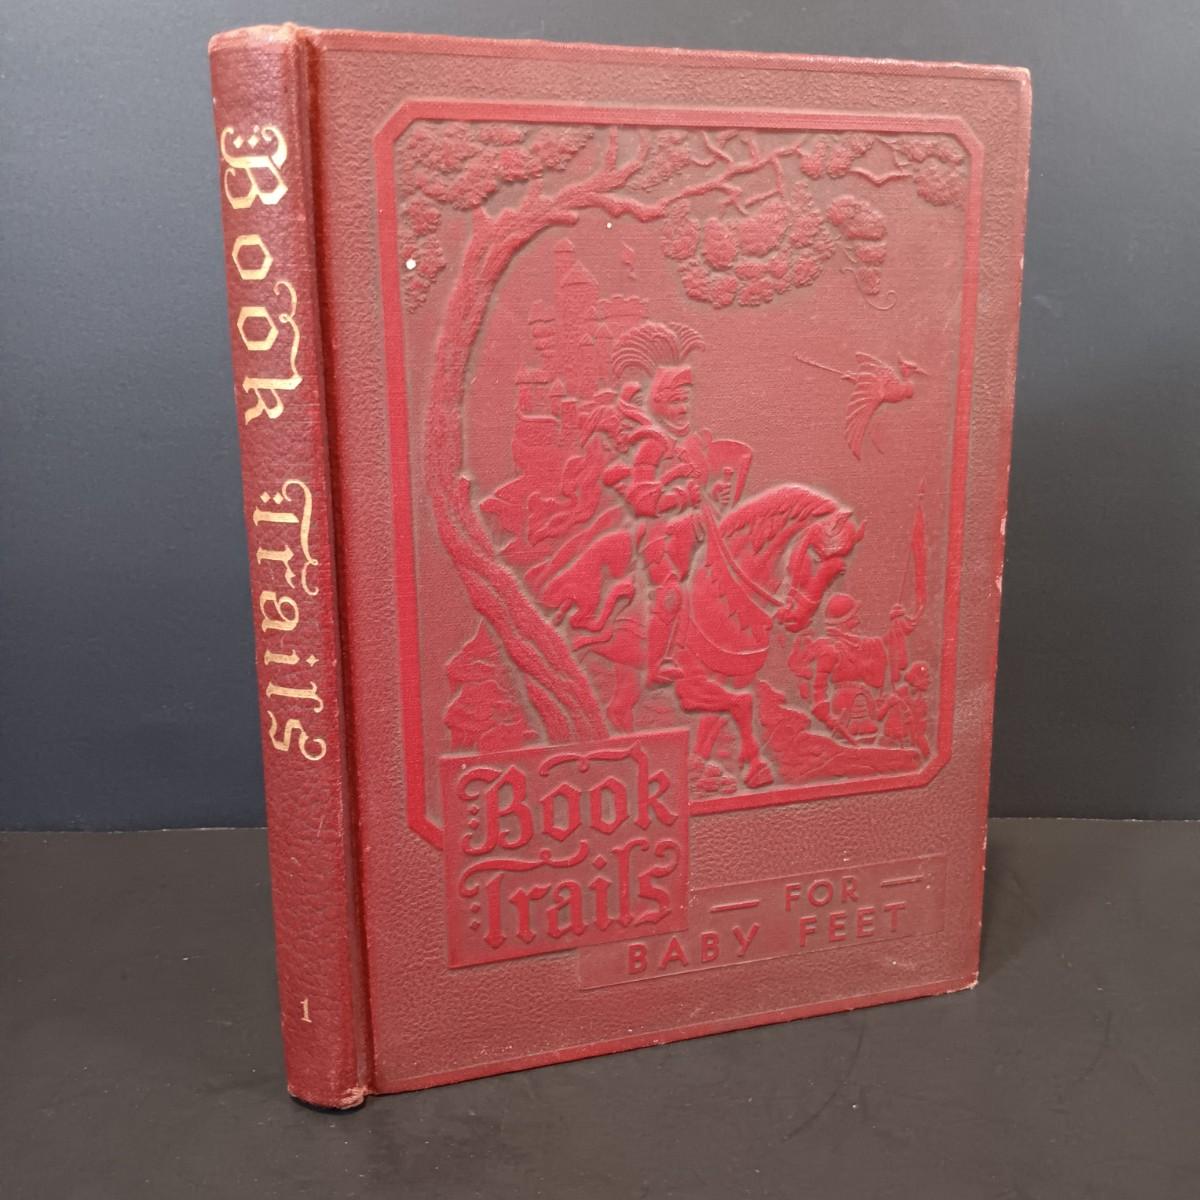 Book Trails
1
Book
Trails
— FOR —
BABY FEET